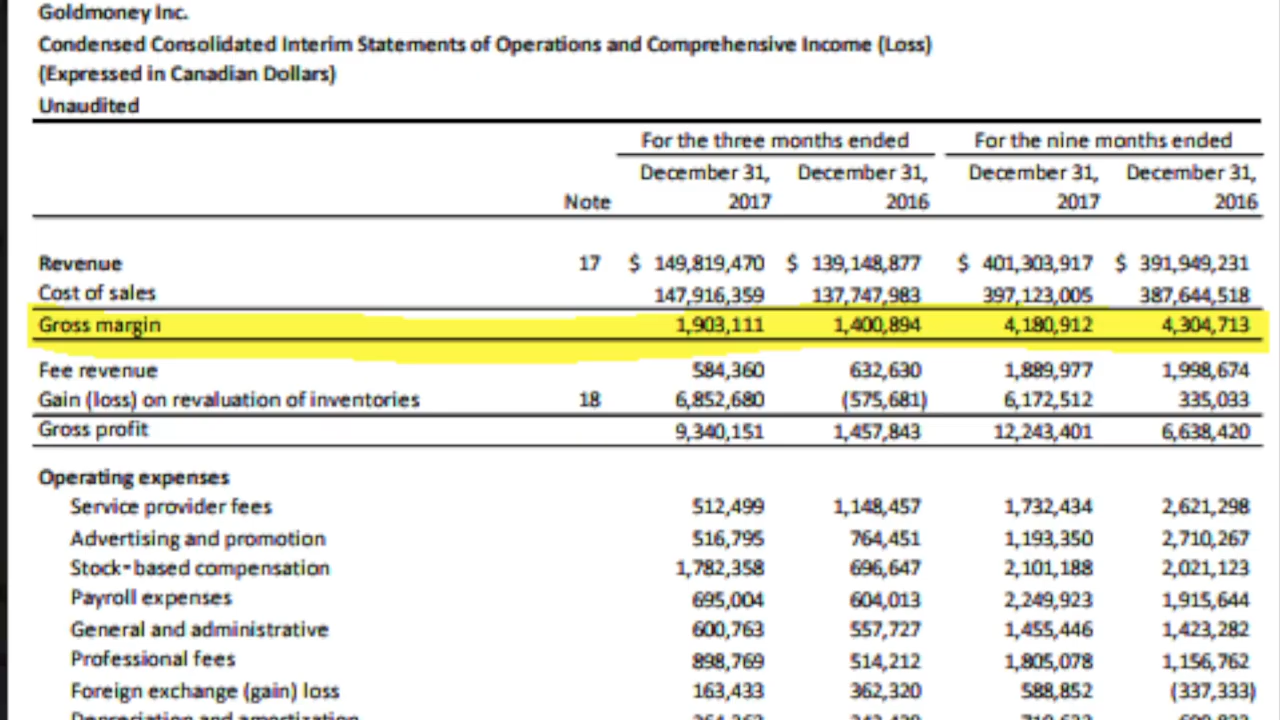 Goldmoney Inc.
Condensed Consolidated Interim Statements of Operations and Comprehensive Income (Loss)
(Expressed in Canadian Dollars)
Unaudited
For the three months ended For the nine months ended
December 31, December 31, December 31, December 31,
Note 2017 2016 2017 2016
Revenue 17 $ 149,819,470 $ 139,148,877 $ 401,303,917 $ 391,949,231
Cost of sales 147,916,359 137,747,983 397,123,005 387,644,518
Gross margin 1,903,111 1,400,894 4,180,912 4,304,713
Fee revenue 584,360 632,630 1,889,977 1,998,674
Gain (loss) on revaluation of inventories 18 6,852,680 (575,681) 6,172,512 335,033
Gross profit 9,340,151 1,457,843 12,243,401 6,638,420
Operating expenses
Service provider fees 512,499 1,148,457 1,732,434 2,621,298
Advertising and promotion 516,795 764,451 1,193,350 2,710,267
Stock-based compensation 1,782,358 696,647 2,101,188 2,021,123
Payroll expenses 695,004 604,013 2,249,923 1,915,644
General and administrative 600,763 557,727 1,455,446 1,423,282
Professional fees 898,769 514,212 1,805,078 1,156,762
Foreign exchange (gain) loss 163,433 362,320 588,852 (337,333)
Depreciation and amortization